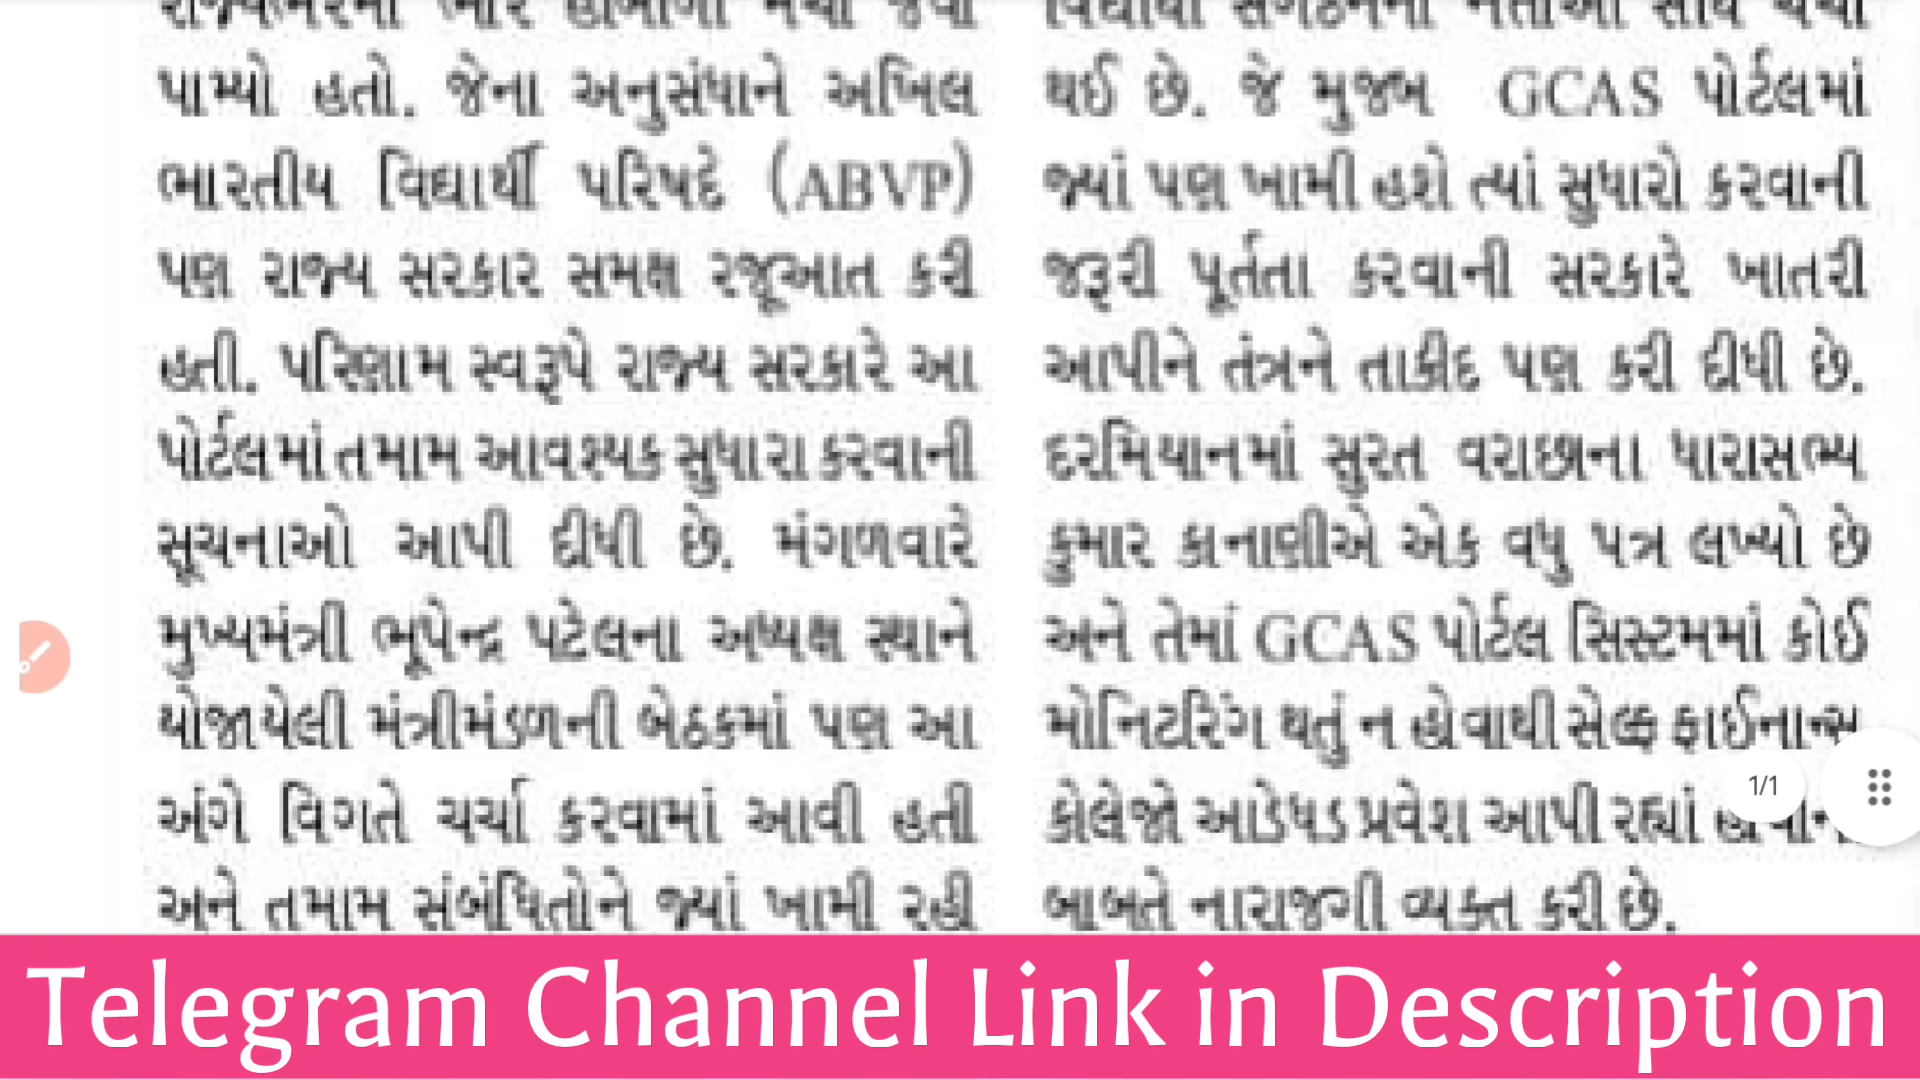 પામ્યો હતો. જેના અનુસંધાને અખિલ
ભારતીય વિદ્યાર્થી પરિષદે (ABVP)
પણ રાજ્ય સરકાર સમક્ષ રજૂઆત કરી
હતી. પરિણામ સ્વરૂપે રાજ્ય સરકારે આ
પોર્ટલમાં તમામ આવશ્યક સુધારા કરવાની
સૂચનાઓ આપી દીધી છે. મંગળવારે
મુખ્યમંત્રી ભૂપેન્દ્ર પટેલના અધ્યક્ષ સ્થાને
યોજાયેલી મંત્રીમંડળની બેઠકમાં પણ આ
અંગે વિગતે ચર્ચા કરવામાં આવી હતી
અને તમામ સંબંધિતોને જ્યાં ખામી રહી
થઈ છે. જે મુજબ GCAS પોર્ટલમાં
જ્યાં પણ ખામી હશે ત્યાં સુધારો કરવાની
જરૂરી પૂર્તતા કરવાની સરકારે ખાતરી
આપીને તંત્રને તાકીદ પણ કરી દીધી છે.
દરમિયાનમાં સુરત વરાછાના ધારાસભ્ય
કુમાર કાનાણીએ એક વધુ પત્ર લખ્યો છે
અને તેમાં GCAS પોર્ટલ સિસ્ટમમાં કોઈ
મોનિટરિંગ થતું ન હોવાથી સેલ્ફ ફાઈનાન્સ
કોલેજો આડેધડ પ્રવેશ આપી રહ્યાં
બાબતે નારાજગી વ્યક્ત કરી છે.
1/1
Telegram Channel Link in Description